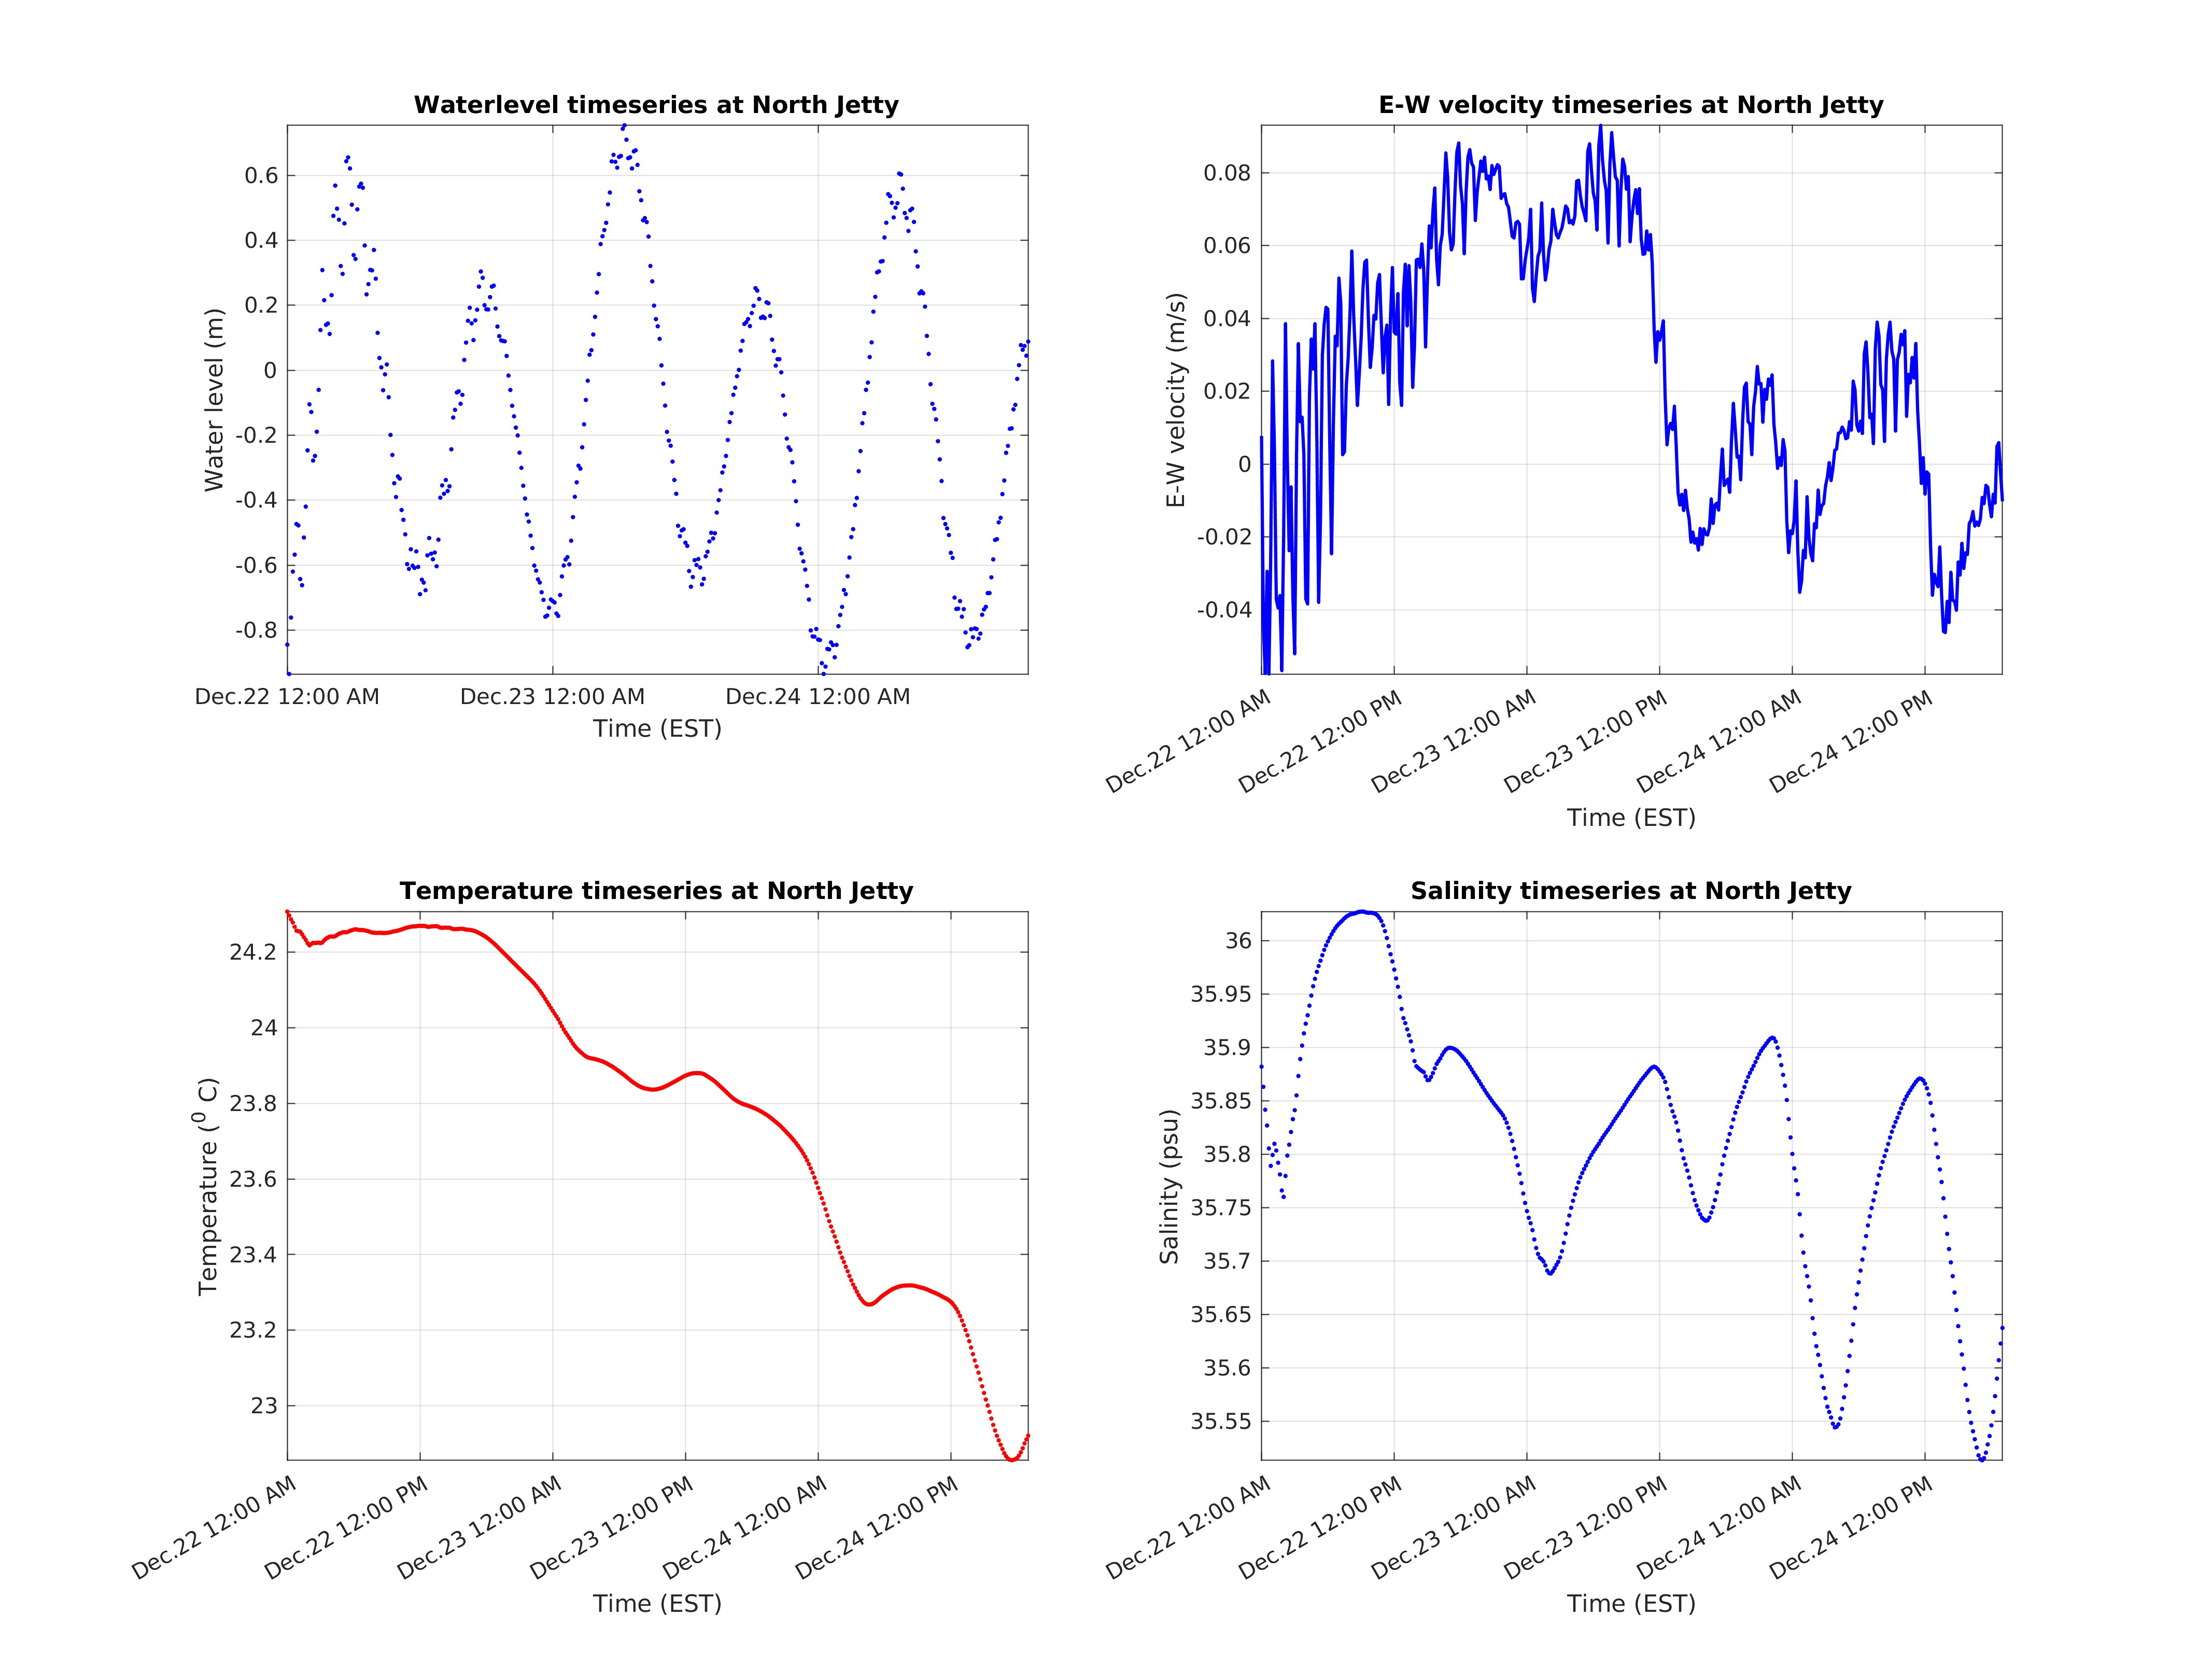 Waterlevel timeseries at North Jetty
Water level (m)
0.6
0.4
0.2
0
-0.2
-0.4
-0.6
-0.8
Dec.22 12:00 AM Dec.23 12:00 AM Dec.24 12:00 AM
Time (EST)
E-W velocity timeseries at North Jetty
E-W velocity (m/s)
0.08
0.06
0.04
0.02
0
-0.02
-0.04
Dec.22 12:00 AM
Dec.22 12:00 PM
Dec.23 12:00 AM
Dec.23 12:00 PM
Dec.24 12:00 AM
Dec.24 12:00 PM
Time (EST)
Temperature timeseries at North Jetty
Temperature (⁰ C)
24.2
24
23.8
23.6
23.4
23.2
23
Dec.22 12:00 AM
Dec.22 12:00 PM
Dec.23 12:00 AM
Dec.23 12:00 PM
Dec.24 12:00 AM
Dec.24 12:00 PM
Time (EST)
Salinity timeseries at North Jetty
Salinity (psu)
36
35.95
35.9
35.85
35.8
35.75
35.7
35.65
35.6
35.55
Dec.22 12:00 AM
Dec.22 12:00 PM
Dec.23 12:00 AM
Dec.23 12:00 PM
Dec.24 12:00 AM
Dec.24 12:00 PM
Time (EST)